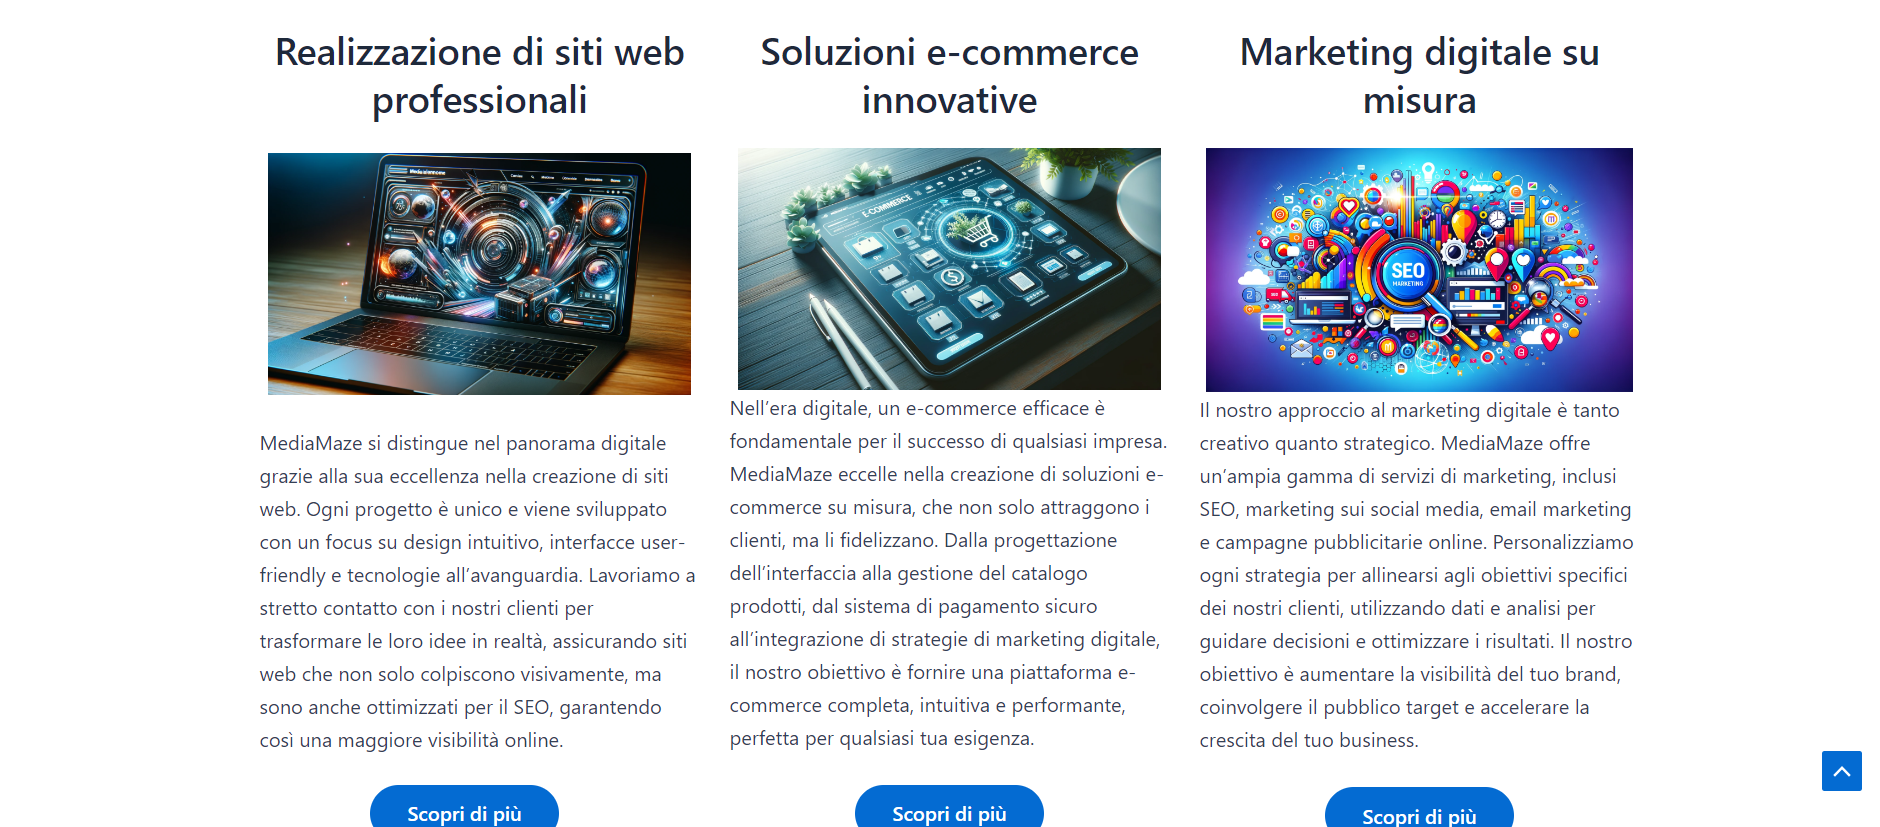 Realizzazione di siti web
professionali
MediaMaze si distingue nel panorama digitale
grazie alla sua eccellenza nella creazione di siti
web. Ogni progetto è unico e viene sviluppato
con un focus su design intuitivo, interfacce user-
friendly e tecnologie all’avanguardia. Lavoriamo a
stretto contatto con i nostri clienti per
trasformare le loro idee in realtà, assicurando siti
web che non solo colpiscono visivamente, ma
sono anche ottimizzati per il SEO, garantendo
così una maggiore visibilità online.
Scopri di più
Soluzioni e-commerce
innovative
E-COMMERCE
Nell’era digitale, un e-commerce efficace è
fondamentale per il successo di qualsiasi impresa.
MediaMaze eccelle nella creazione di soluzioni e-
commerce su misura, che non solo attraggono i
clienti, ma li fidelizzano. Dalla progettazione
dell’interfaccia alla gestione del catalogo
prodotti, dal sistema di pagamento sicuro
all’integrazione di strategie di marketing digitale,
il nostro obiettivo è fornire una piattaforma e-
commerce completa, intuitiva e performante,
perfetta per qualsiasi tua esigenza.
Scopri di più
Marketing digitale su
misura
SEO
MARKETING
Il nostro approccio al marketing digitale è tanto
creativo quanto strategico. MediaMaze offre
un’ampia gamma di servizi di marketing, inclusi
SEO, marketing sui social media, email marketing
e campagne pubblicitarie online. Personalizziamo
ogni strategia per allinearsi agli obiettivi specifici
dei nostri clienti, utilizzando dati e analisi per
guidare decisioni e ottimizzare i risultati. Il nostro
obiettivo è aumentare la visibilità del tuo brand,
coinvolgere il pubblico target e accelerare la
crescita del tuo business.
Scopri di più